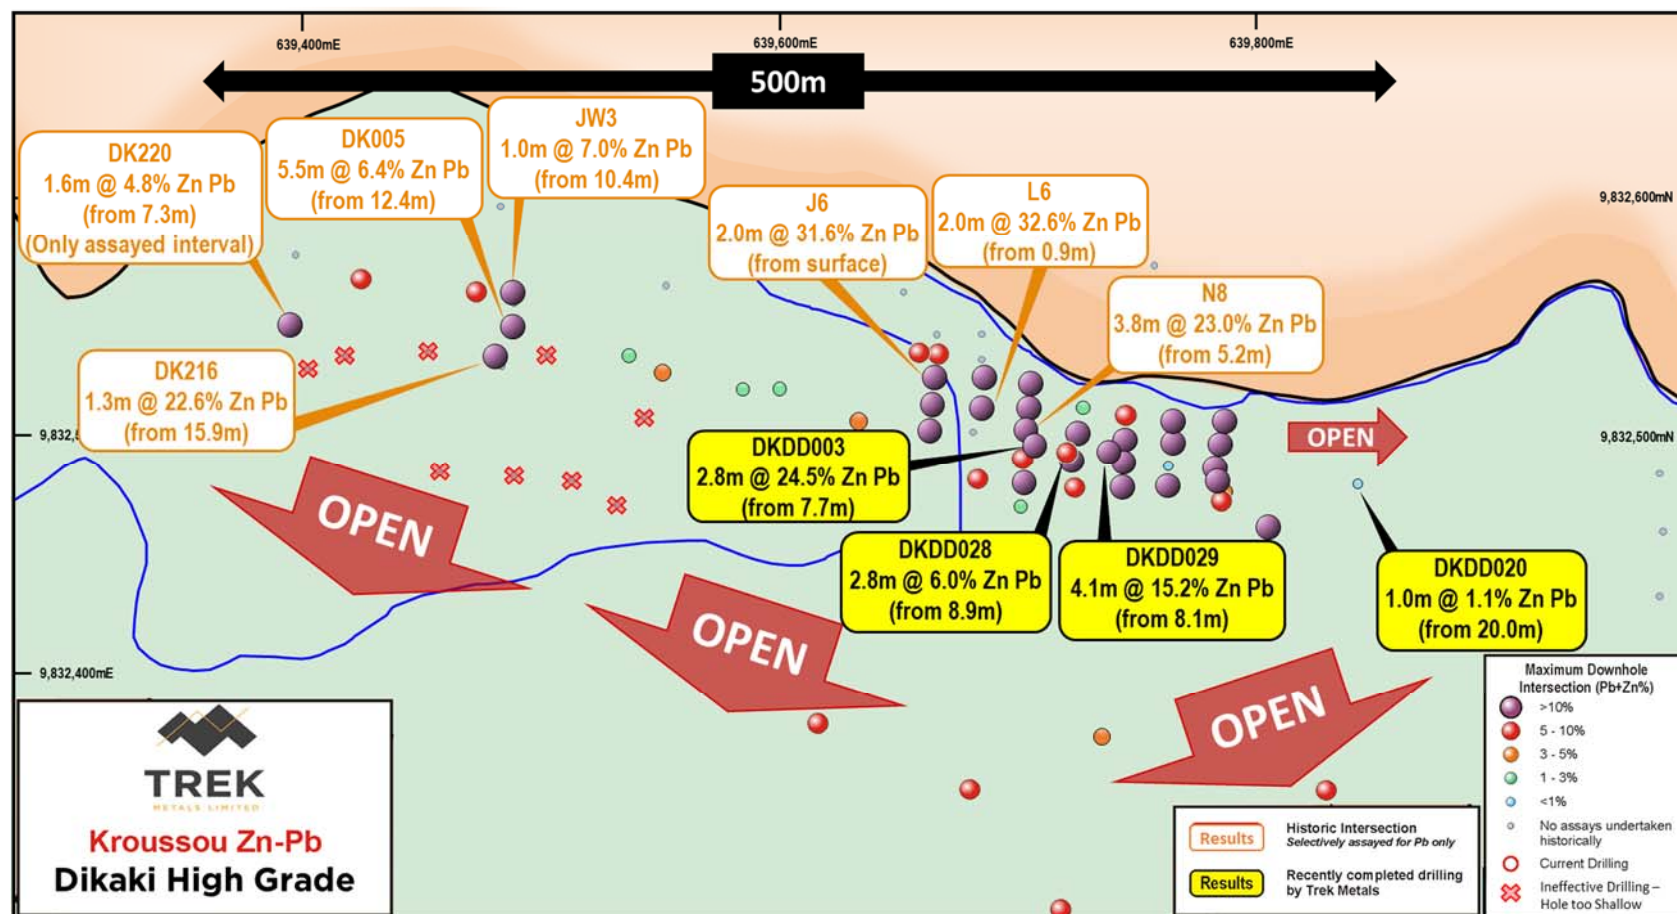 639,400mE
639,600mE
639,800mE
500m
DK220
1.6m @ 4.8% Zn Pb
(from 7.3m)
(Only assayed interval)
DK005
5.5m @ 6.4% Zn Pb
(from 12.4m)
JW3
1.0m @ 7.0% Zn Pb
(from 10.4m)
J6
2.0m @ 31.6% Zn Pb
(from surface)
L6
2.0m @ 32.6% Zn Pb
(from 0.9m)
9,832,600mN
N8
3.8m @ 23.0% Zn Pb
(from 5.2m)
DK216
1.3m @ 22.6% Zn Pb
(from 15.9m)
9,832,5
OPEN
9,832,500mN
DKDD003
2.8m @ 24.5% Zn Pb
(from 7.7m)
OPEN
DKDD028
2.8m @ 6.0% Zn Pb
(from 8.9m)
DKDD029
4.1m @ 15.2% Zn Pb
(from 8.1m)
DKDD020
1.0m @ 1.1% Zn Pb
(from 20.0m)
OPEN
OPEN
9,832,400mE
TREK
METALS LIMITED
Kroussou Zn-Pb
Dikaki High Grade
Results
Historic Intersection
Selectively assayed for Pb only
Results
Recently completed drilling
by Trek Metals
Maximum Downhole
Intersection (Pb+Zn%)
>10%
5 - 10%
3 - 5%
1 - 3%
<1%
No assays undertaken
historically
Current Drilling
Ineffective Drilling –
Hole too Shallow